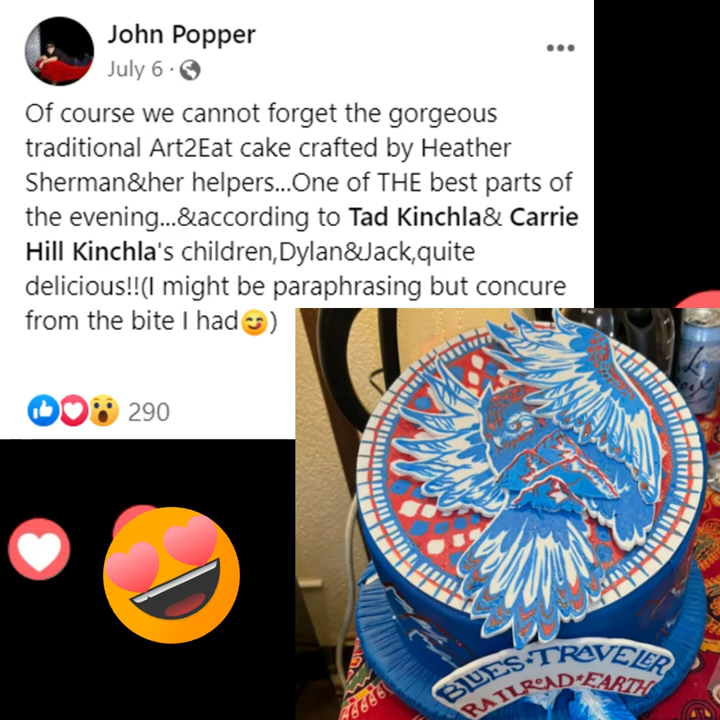 John Popper
July 6 ·
Of course we cannot forget the gorgeous
traditional Art2Eat cake crafted by Heather
Sherman&her helpers...One of THE best parts of
the evening...&according to Tad Kinchla& Carrie
Hill Kinchla's children,Dylan&Jack,quite
delicious!!(I might be paraphrasing but concure
from the bite I had😋)
290
La
BLUES★TRAVELER
RAILROAD★EARTH